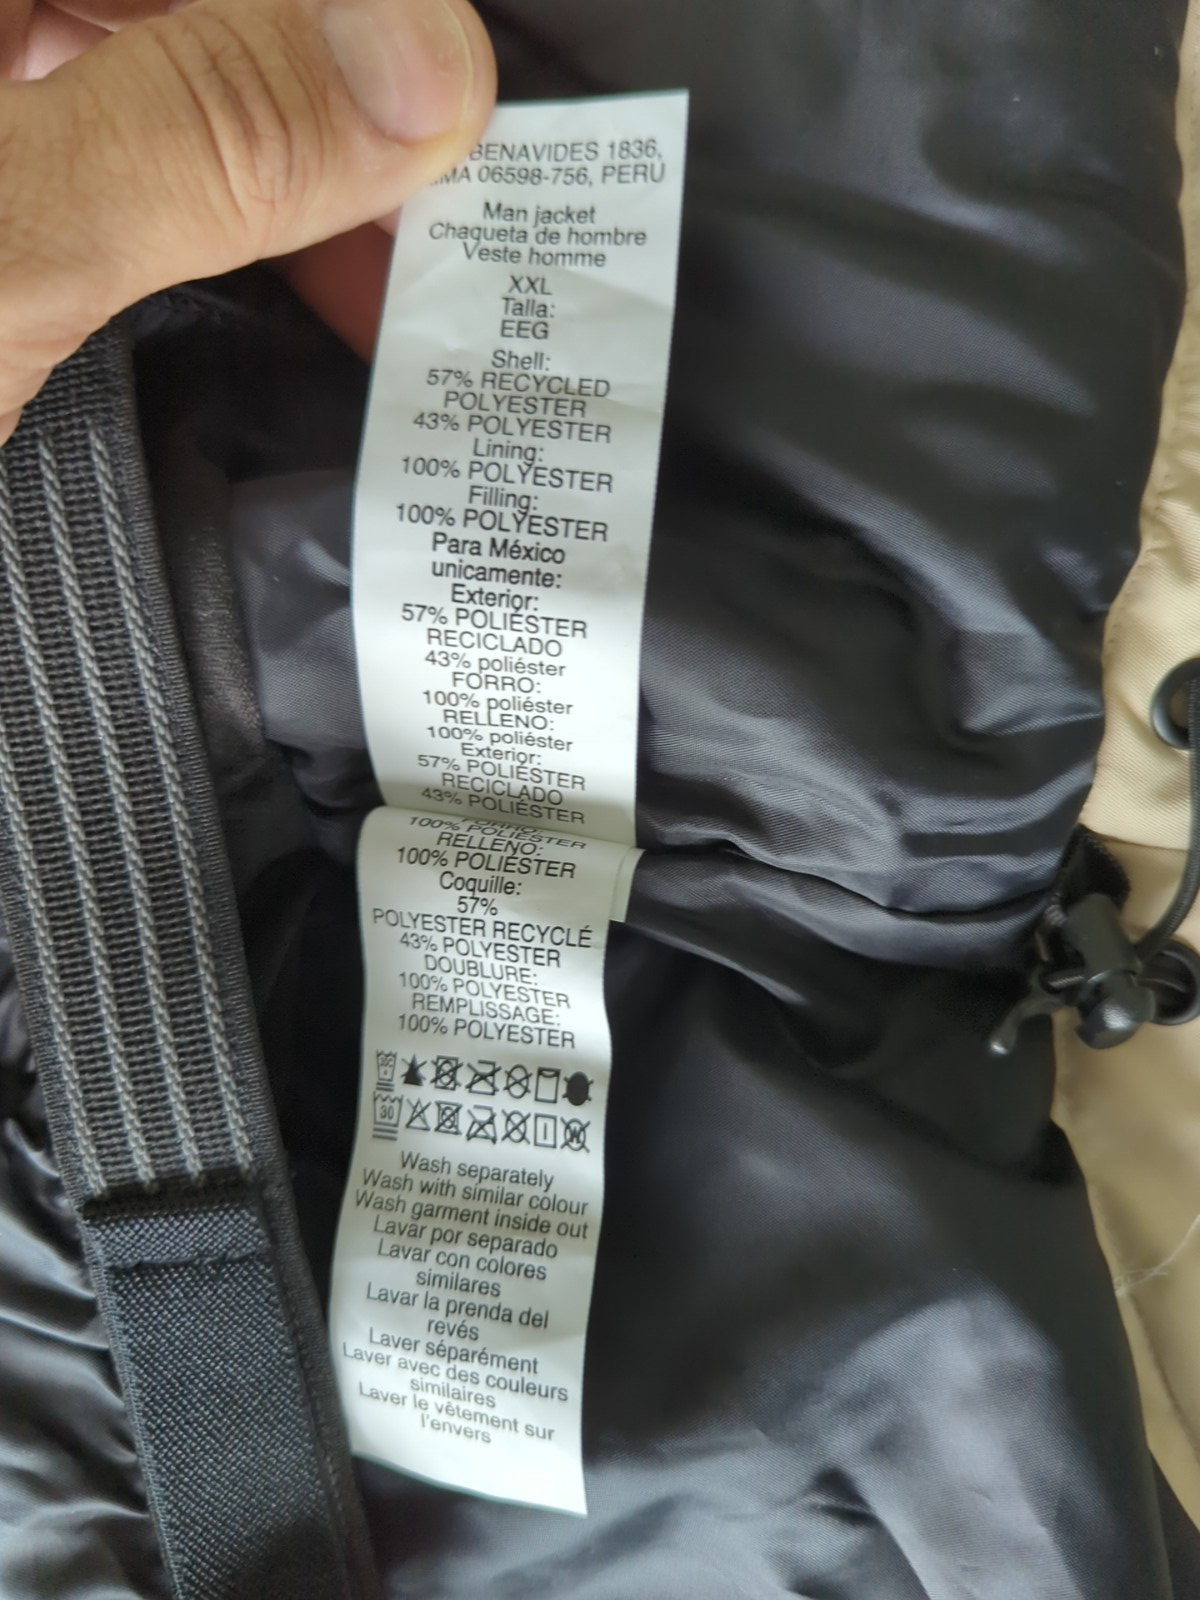 BENAVIDES 1836,
06598-756, PERU
Man jacket
Chaqueta de hombre
Veste homme
XXL
Talla:
EEG
Shell:
57% RECYCLED
POLYESTER
43% POLYESTER
Lining:
100% POLYESTER
Filling:
100% POLYESTER
Para México
unicamente:
Exterior:
57% POLIÉSTER
RECICLADO
43% poliéster
FORRO:
100% poliéster
RELLENO:
100% poliéster
Exterior:
57% POLIÉSTER
RECICLADO
43% POLIÉSTER
FORRO:
100% POLIÉSTER
RELLENO:
100% POLIÉSTER
Coquille:
57%
POLYESTER RECYCLÉ
43% POLYESTER
DOUBLURE:
100% POLYESTER
REMPLISSAGE:
100% POLYESTER
30 W
Wash separately
Wash with similar colour
Wash garment inside out
Lavar por separado
Lavar con colores
similares
Lavar la prenda del
revés
Laver séparément
Laver avec des couleurs
similaires
Laver le vêtement sur
l'envers